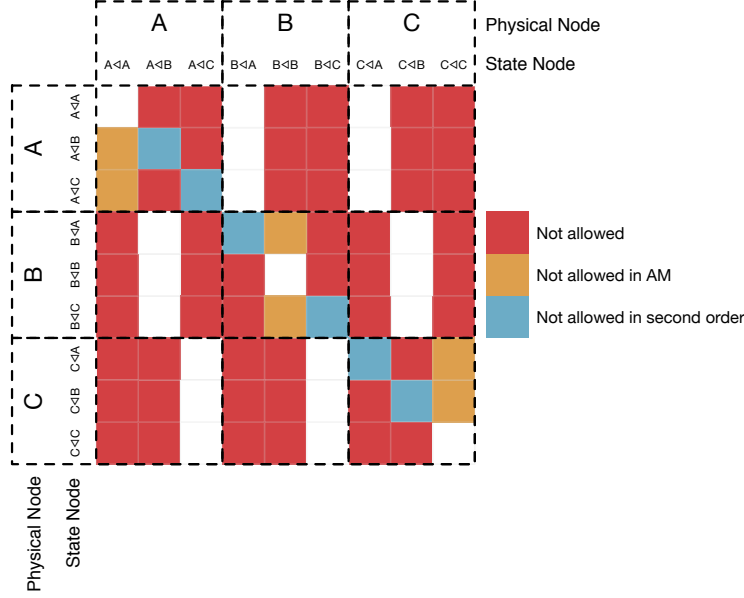 A B C Physical Node
A⊲A A⊲B A⊲C B⊲A B⊲B B⊲C C⊲A C⊲B C⊲C State Node
A
A⊲A
A⊲B
A⊲C
B
B⊲A
B⊲B
B⊲C
C
C⊲A
C⊲B
C⊲C
Not allowed
Not allowed in AM
Not allowed in second order
Physical Node
State Node